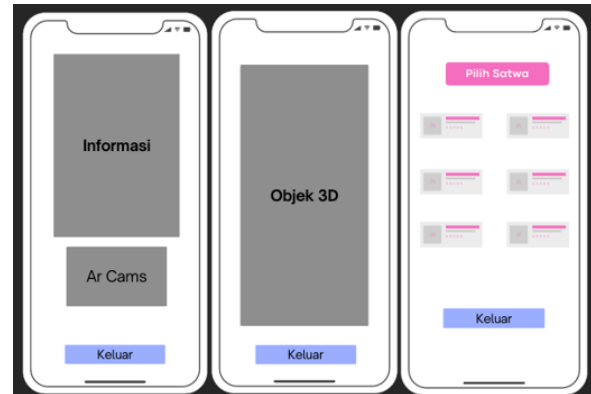 Informasi
Ar Cams
Keluar
Objek 3D
Keluar
Pilih Satwa
Keluar